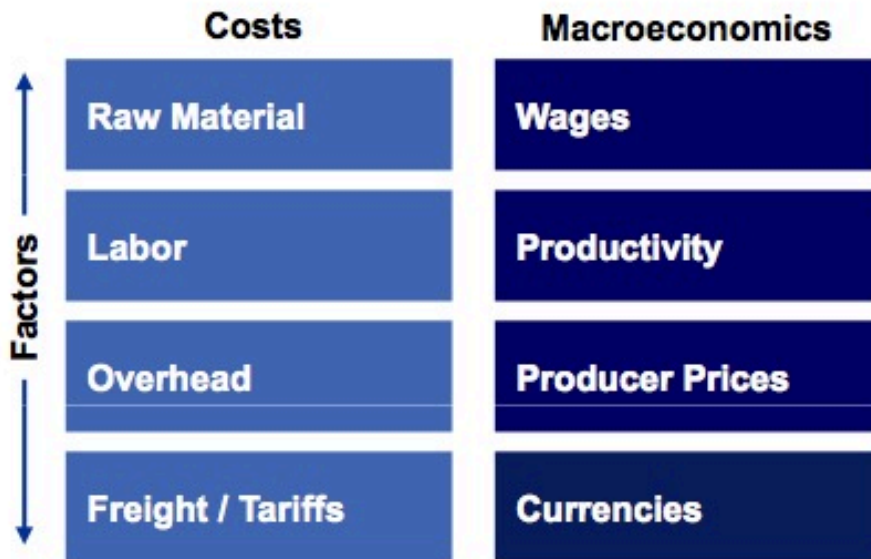 Costs
Macroeconomics
Factors
Raw Material
Wages
Labor
Productivity
Overhead
Producer Prices
Freight / Tariffs
Currencies